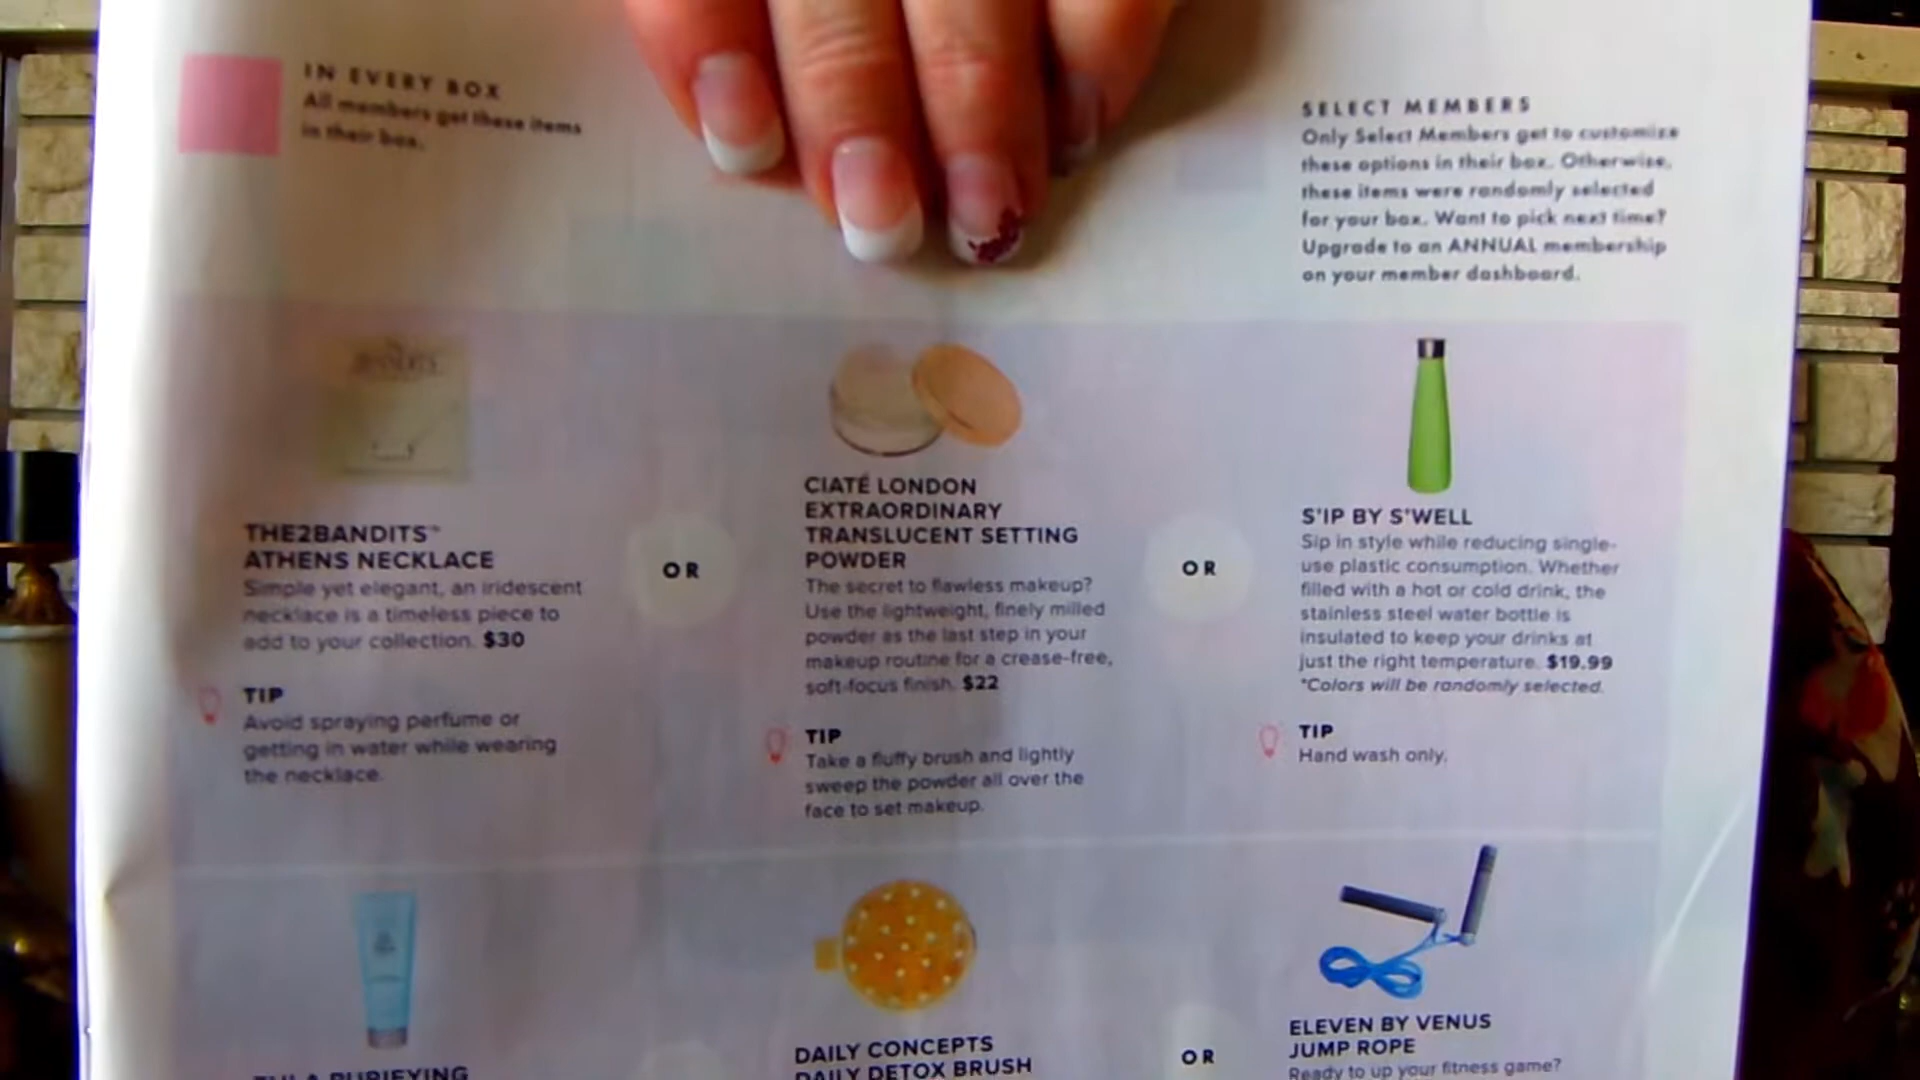 IN EVERY BOX
All members get these items
in their box.
SELECT MEMBERS
Only Select Members get to customize
these options in their box. Otherwise,
these items were randomly selected
for your box. Want to pick next time?
Upgrade to an ANNUAL membership
on your member dashboard.
THE2BANDITS™
ATHENS NECKLACE
Simple yet elegant, an iridescent
necklace is a timeless piece to
add to your collection. $30
TIP
Avoid spraying perfume or
getting in water while wearing
the necklace.
OR
CIATÉ LONDON
EXTRAORDINARY
TRANSLUCENT SETTING
POWDER
The secret to flawless makeup?
Use the lightweight, finely milled
powder as the last step in your
makeup routine for a crease-free,
soft-focus finish. $22
TIP
Take a fluffy brush and lightly
sweep the powder all over the
face to set makeup.
OR
S'IP BY S'WELL
Sip in style while reducing single-
use plastic consumption. Whether
filled with a hot or cold drink, the
stainless steel water bottle is
insulated to keep your drinks at
just the right temperature. $19.99
*Colors will be randomly selected.
TIP
Hand wash only.
PURIFYING
DAILY CONCEPTS
DAILY DETOX BRUSH
OR
ELEVEN BY VENUS
JUMP ROPE
Ready to up your fitness game?